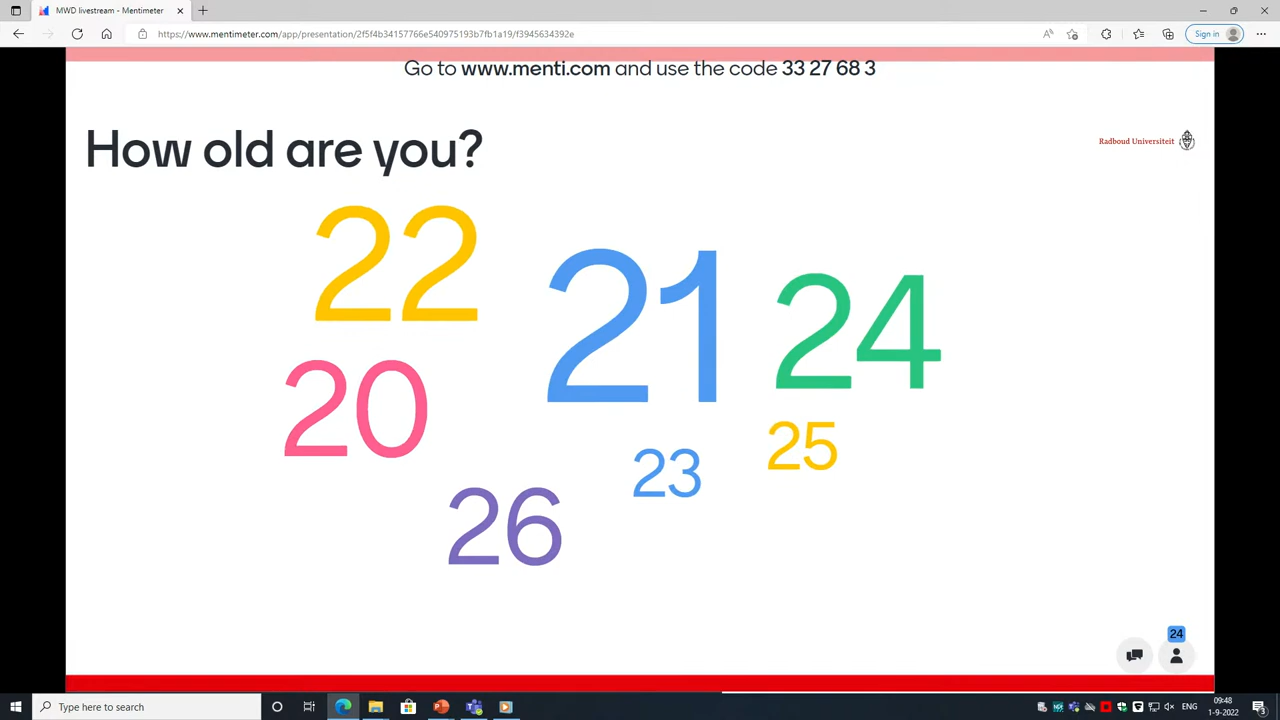 MWD livestream - Mentimeter
https://www.mentimeter.com/app/presentation/2f5f4b34157766e540975193b7fb1a19/f3945634392e
Sign in
Go to www.menti.com and use the code 33 27 68 3
How old are you?
Radboud Universiteit
22
21
24
20
25
23
26
24
Type here to search
ENG
09:48
1-9-2022